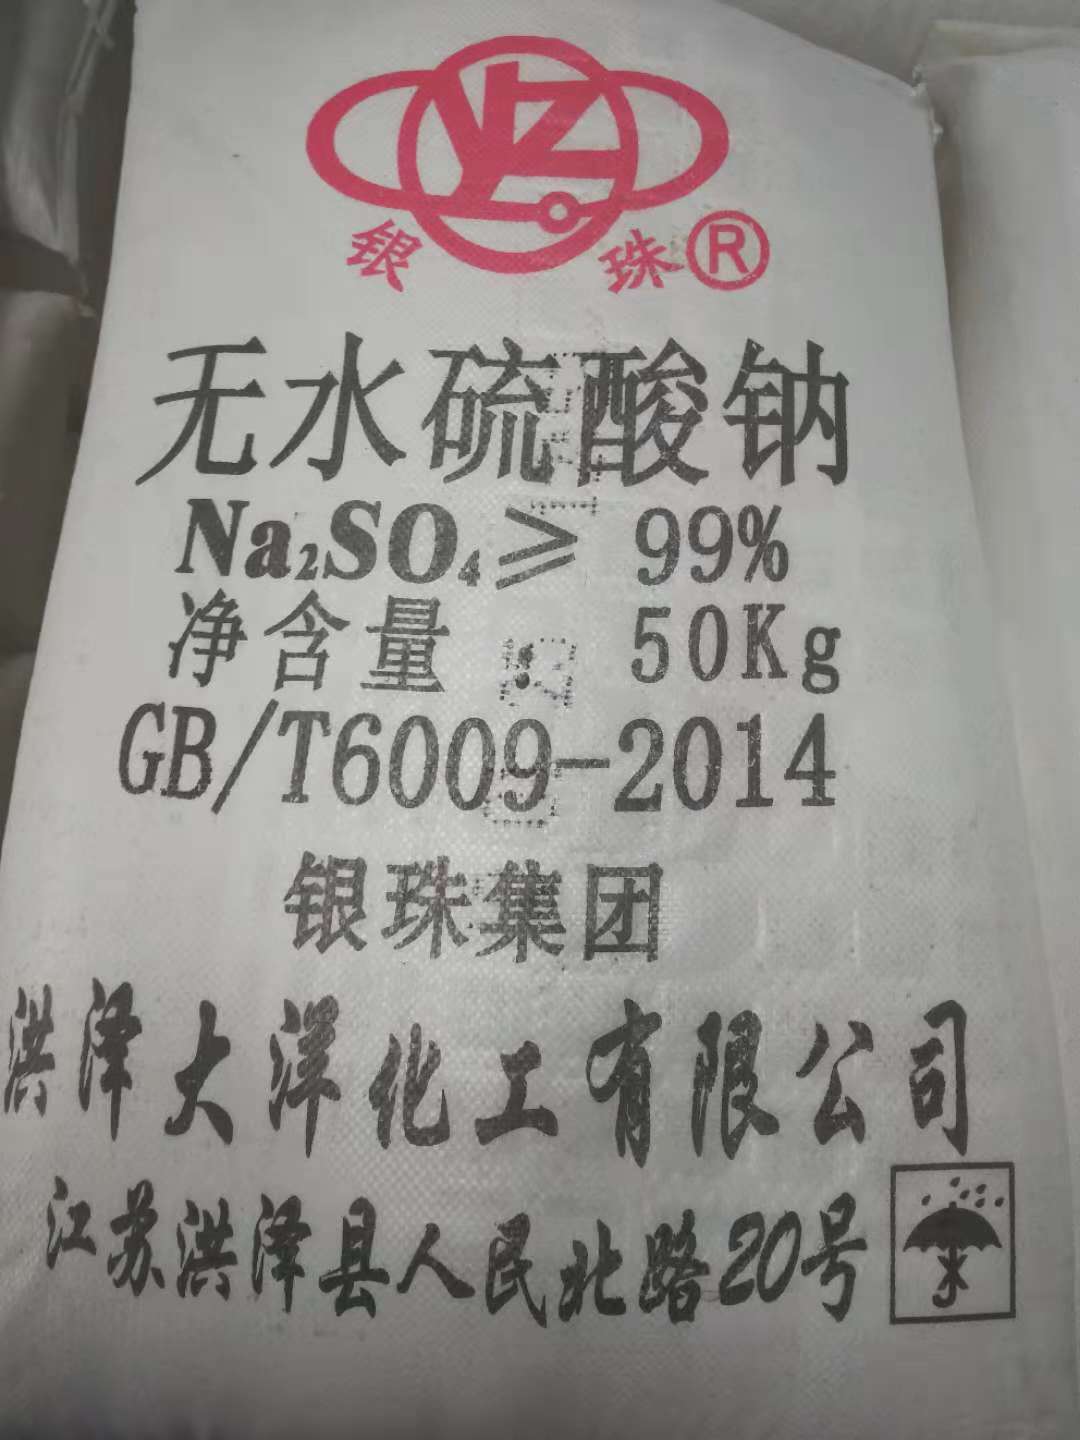 YZ
银珠®
无水硫酸钠
Na₂SO₄≥ 99%
净含量 50Kg
GB/T6009-2014
银珠集团
洪泽大洋化工有限公司
江苏洪泽县人民北路20号